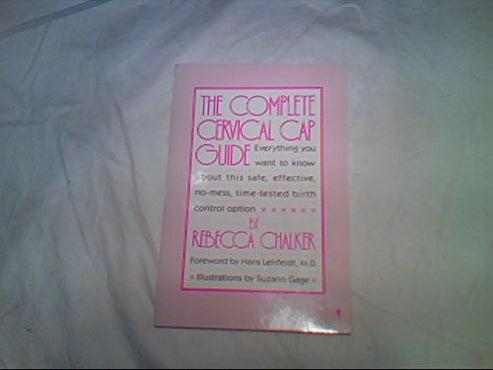 THE COMPLETE
CERVICAL CAP
GUIDE Everything you
want to know
about this safe, effective,
no-mess, time-tested birth
control option
BY
REBECCA CHALKER
Foreword by Hans Lehfeldt, M.D.
Illustrations by Suzann Gage